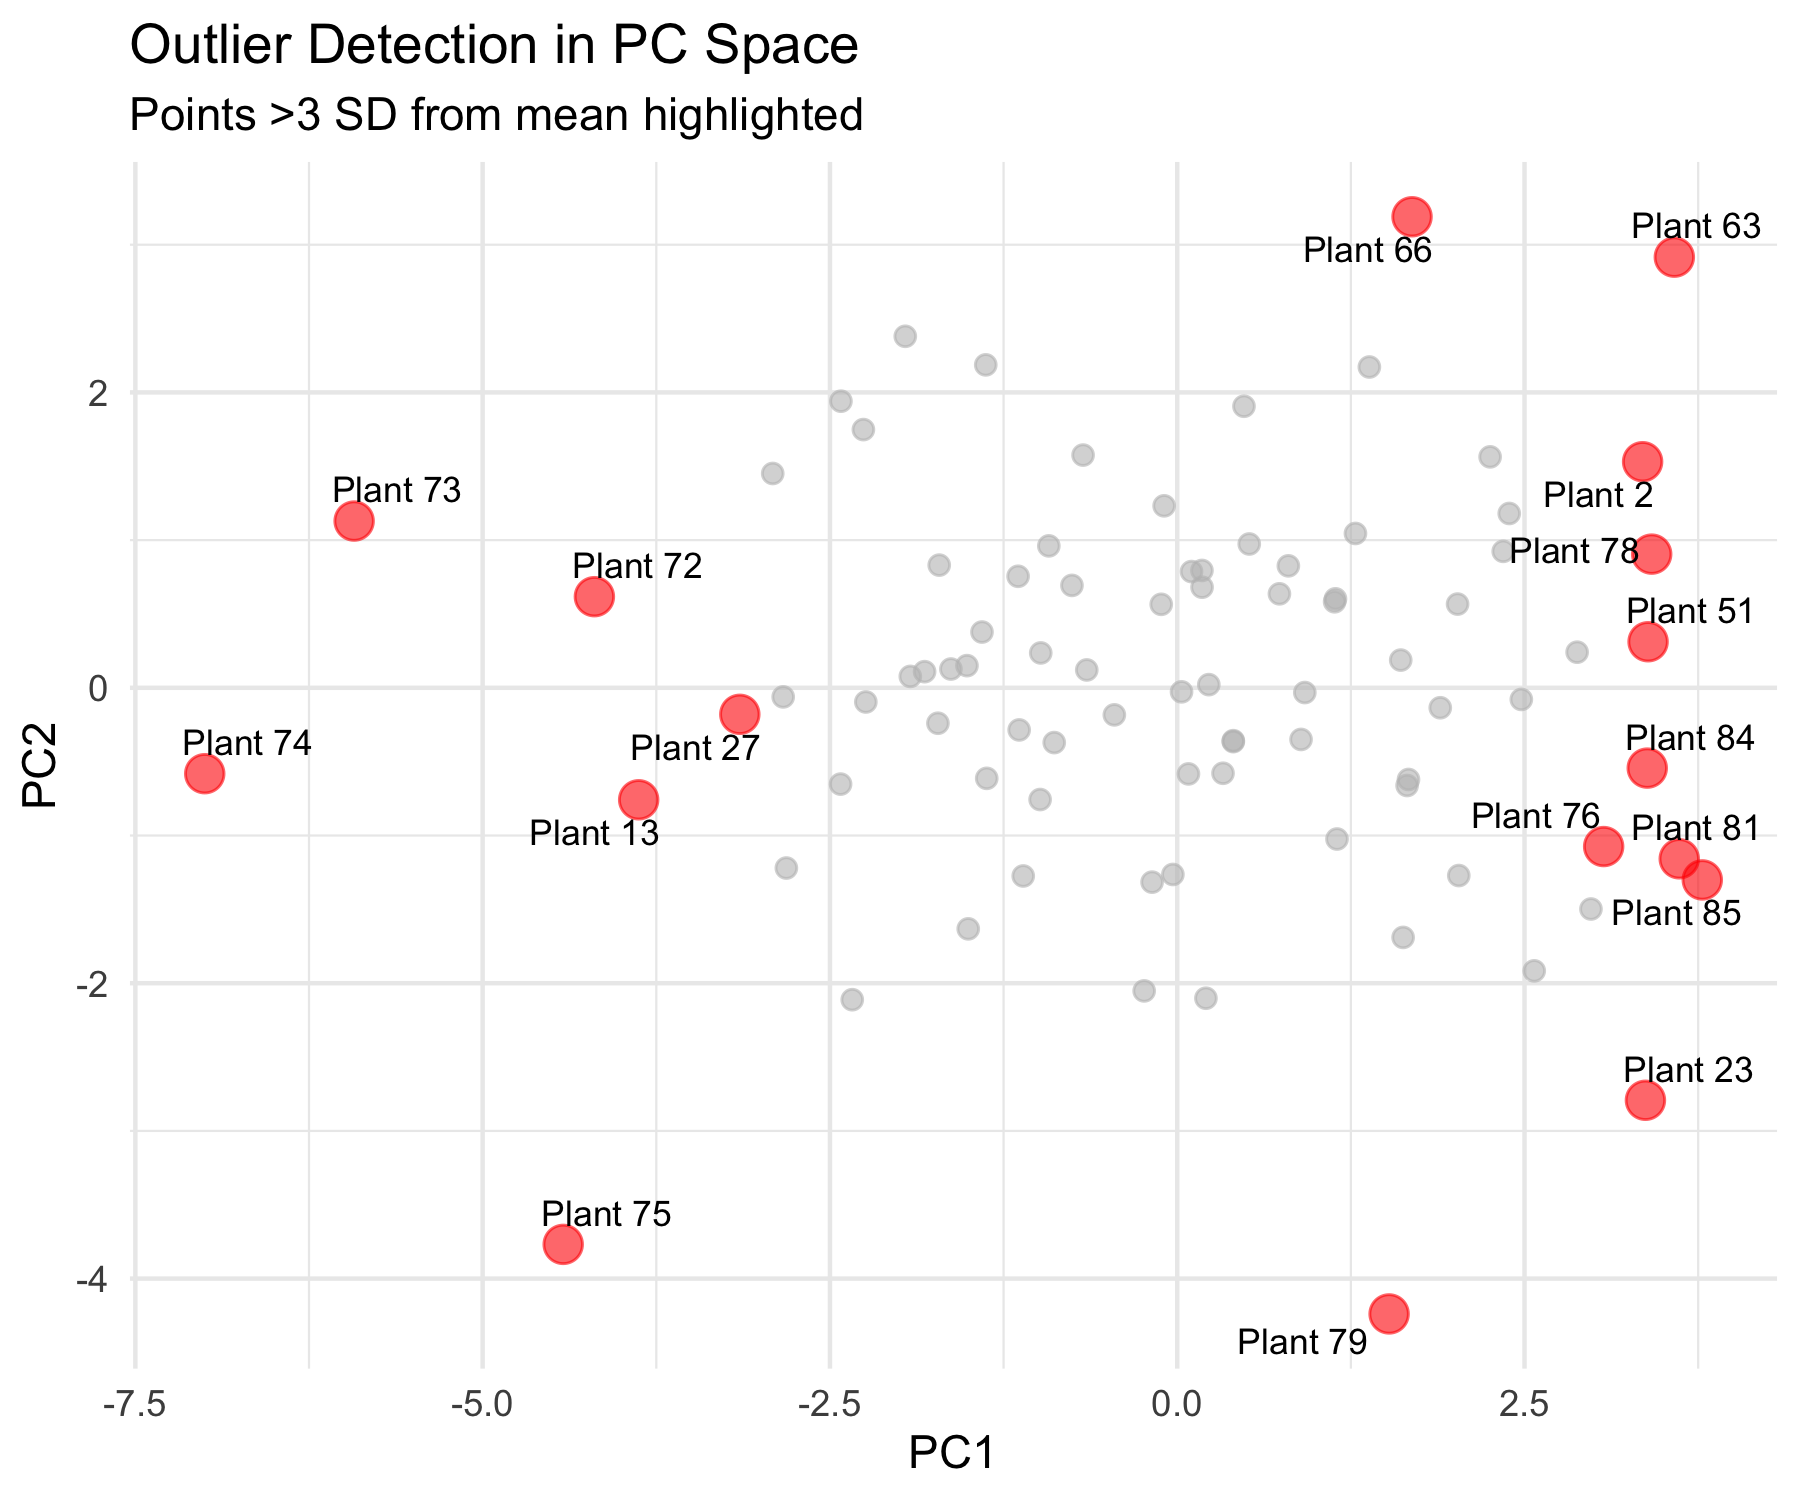 Outlier Detection in PC Space
Points >3 SD from mean highlighted
Plant 63
Plant 66
Plant 73
Plant 2
Plant 78
Plant 72
Plant 51
Plant 74
Plant 27
Plant 84
Plant 76
Plant 81
Plant 13
Plant 85
Plant 23
Plant 75
Plant 79
2
0
-2
-4
PC2
-7.5
-5.0
-2.5
0.0
2.5
PC1